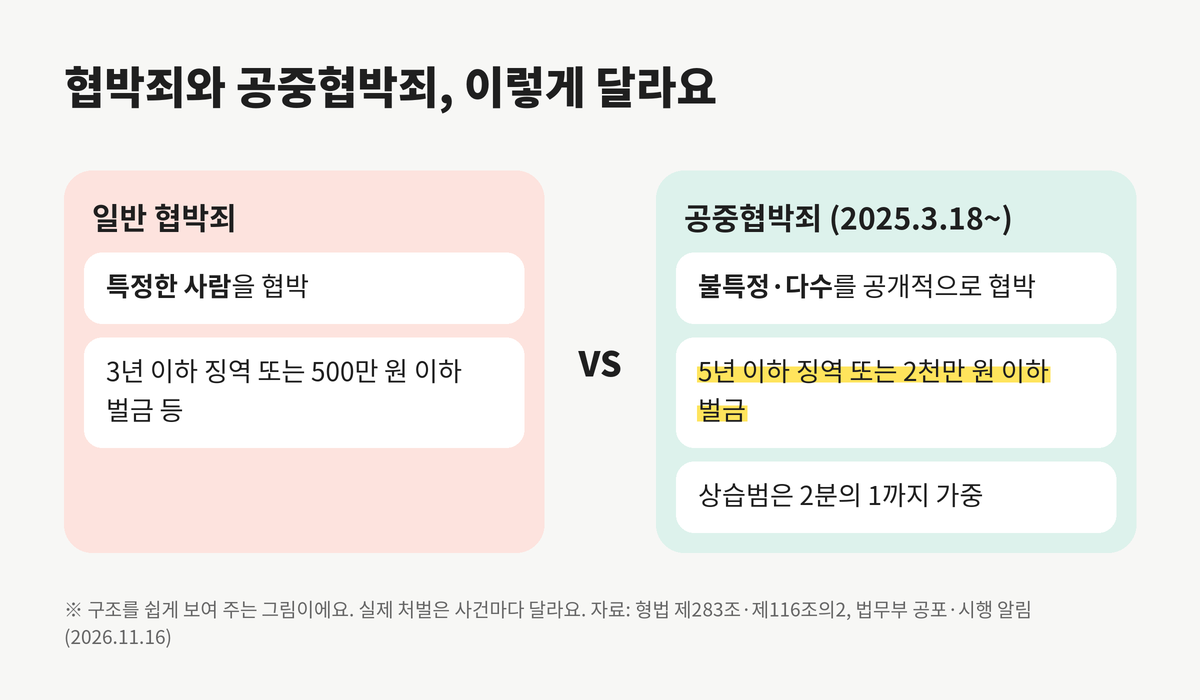 협박죄와 공중협박죄, 이렇게 달라요
일반 협박죄
특정한 사람을 협박
3년 이하 징역 또는 500만 원 이하
벌금 등
VS
공중협박죄 (2025.3.18~)
불특정·다수를 공개적으로 협박
5년 이하 징역 또는 2천만 원 이하
벌금
상습범은 2분의 1까지 가중
※ 구조를 쉽게 보여 주는 그림이에요. 실제 처벌은 사건마다 달라요. 자료: 형법 제283조·제116조의2, 법무부 공포·시행 알림
(2026.11.16)